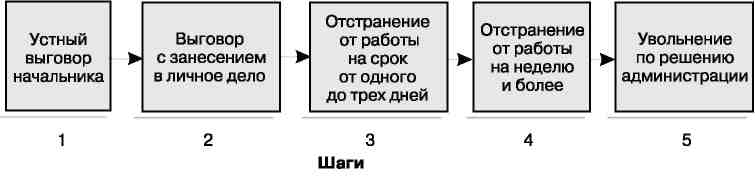 Устный
выговор
начальника
Выговор
с занесением
в личное дело
Отстранение
от работы
на срок
от одного
до трех дней
Отстранение
от работы
на неделю
и более
Увольнение
по решению
администрации
1
2
3
4
5
Шаги